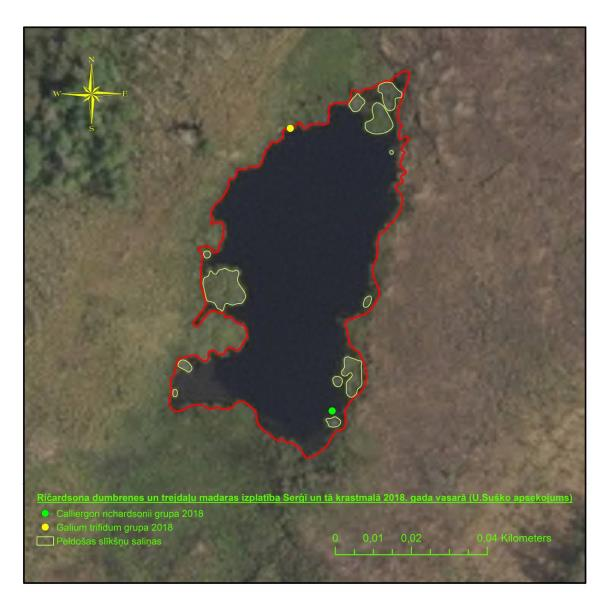 N
W E
S
Ričardsona dumbrenes un trejdaļu madaras izplatība Serģī un tā krastmalā 2018. gada vasarā (U.Suško apsekojums)
Calliergon richardsonii grupa 2018
Galium trifidum grupa 2018
Peldošas slīkšņu saliņas
0 0,01 0,02 0,04 Kilometers